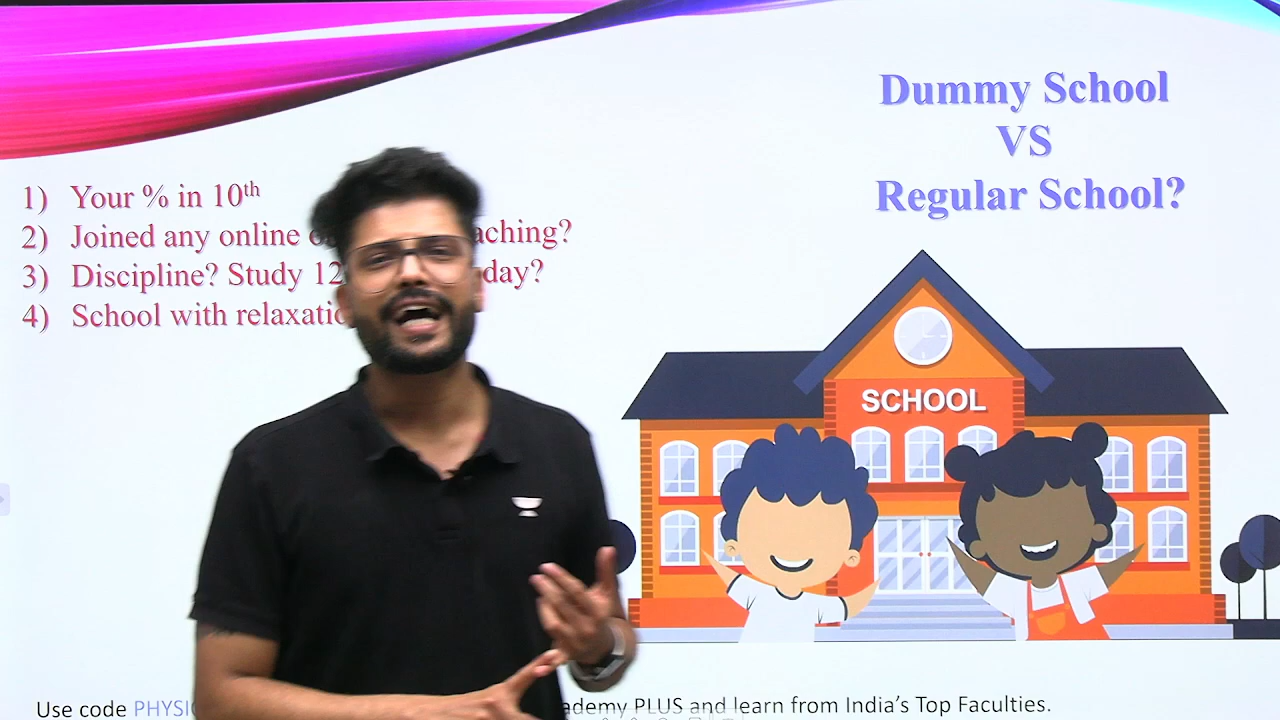 Dummy School
VS
Regular School?
1) Your % in 10th
2) Joined any online aching?
3) Discipline? Study 12 day?
4) School with relaxatio
SCHOOL
Use code PHYSI ademy PLUS and learn from India's Top Faculties.